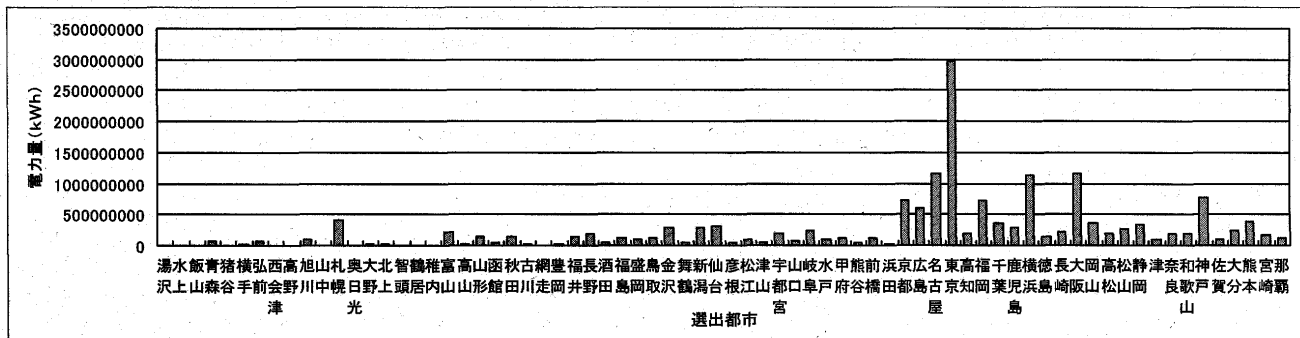 3500000000
3000000000
2500000000
2000000000
1500000000
1000000000
500000000
0
電力量(kWh)
湯沢
水上
飯山
青森
猪谷
横手
弘前
西会津
高野
旭川
山中
札幌
奥日光
大野
北上
智頭
鶴居
稚内
富山
高山
山形
函館
秋田
古川
網走
豊岡
福井
長野
酒田
福島
盛岡
鳥取
金沢
舞鶴
新潟
仙台
彦根
松江
津山
宇都宮
山口
岐阜
水戸
甲府
熊谷
前橋
浜田
京都
広島
名古屋
東京
高知
福岡
千葉
鹿児島
横浜
徳島
長崎
大阪
岡山
高松
松山
静岡
津
奈良
和歌山
神戸
佐賀
大分
熊本
宮崎
那覇
選出都市